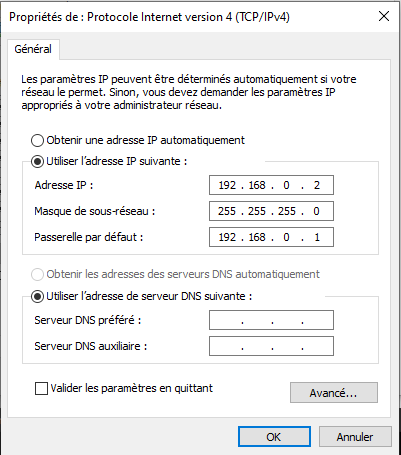 Propriétés de : Protocole Internet version 4 (TCP/IPv4)
Général
Les paramètres IP peuvent être déterminés automatiquement si votre
réseau le permet. Sinon, vous devez demander les paramètres IP
appropriés à votre administrateur réseau.
Obtenir une adresse IP automatiquement
Utiliser l'adresse IP suivante :
Adresse IP : 192 . 168 . 0 . 2
Masque de sous-réseau : 255 . 255 . 255 . 0
Passerelle par défaut : 192 . 168 . 0 . 1
Obtenir les adresses des serveurs DNS automatiquement
Utiliser l'adresse de serveur DNS suivante :
Serveur DNS préféré : . . .
Serveur DNS auxiliaire : . . .
Valider les paramètres en quittant
Avancé...
OK Annuler